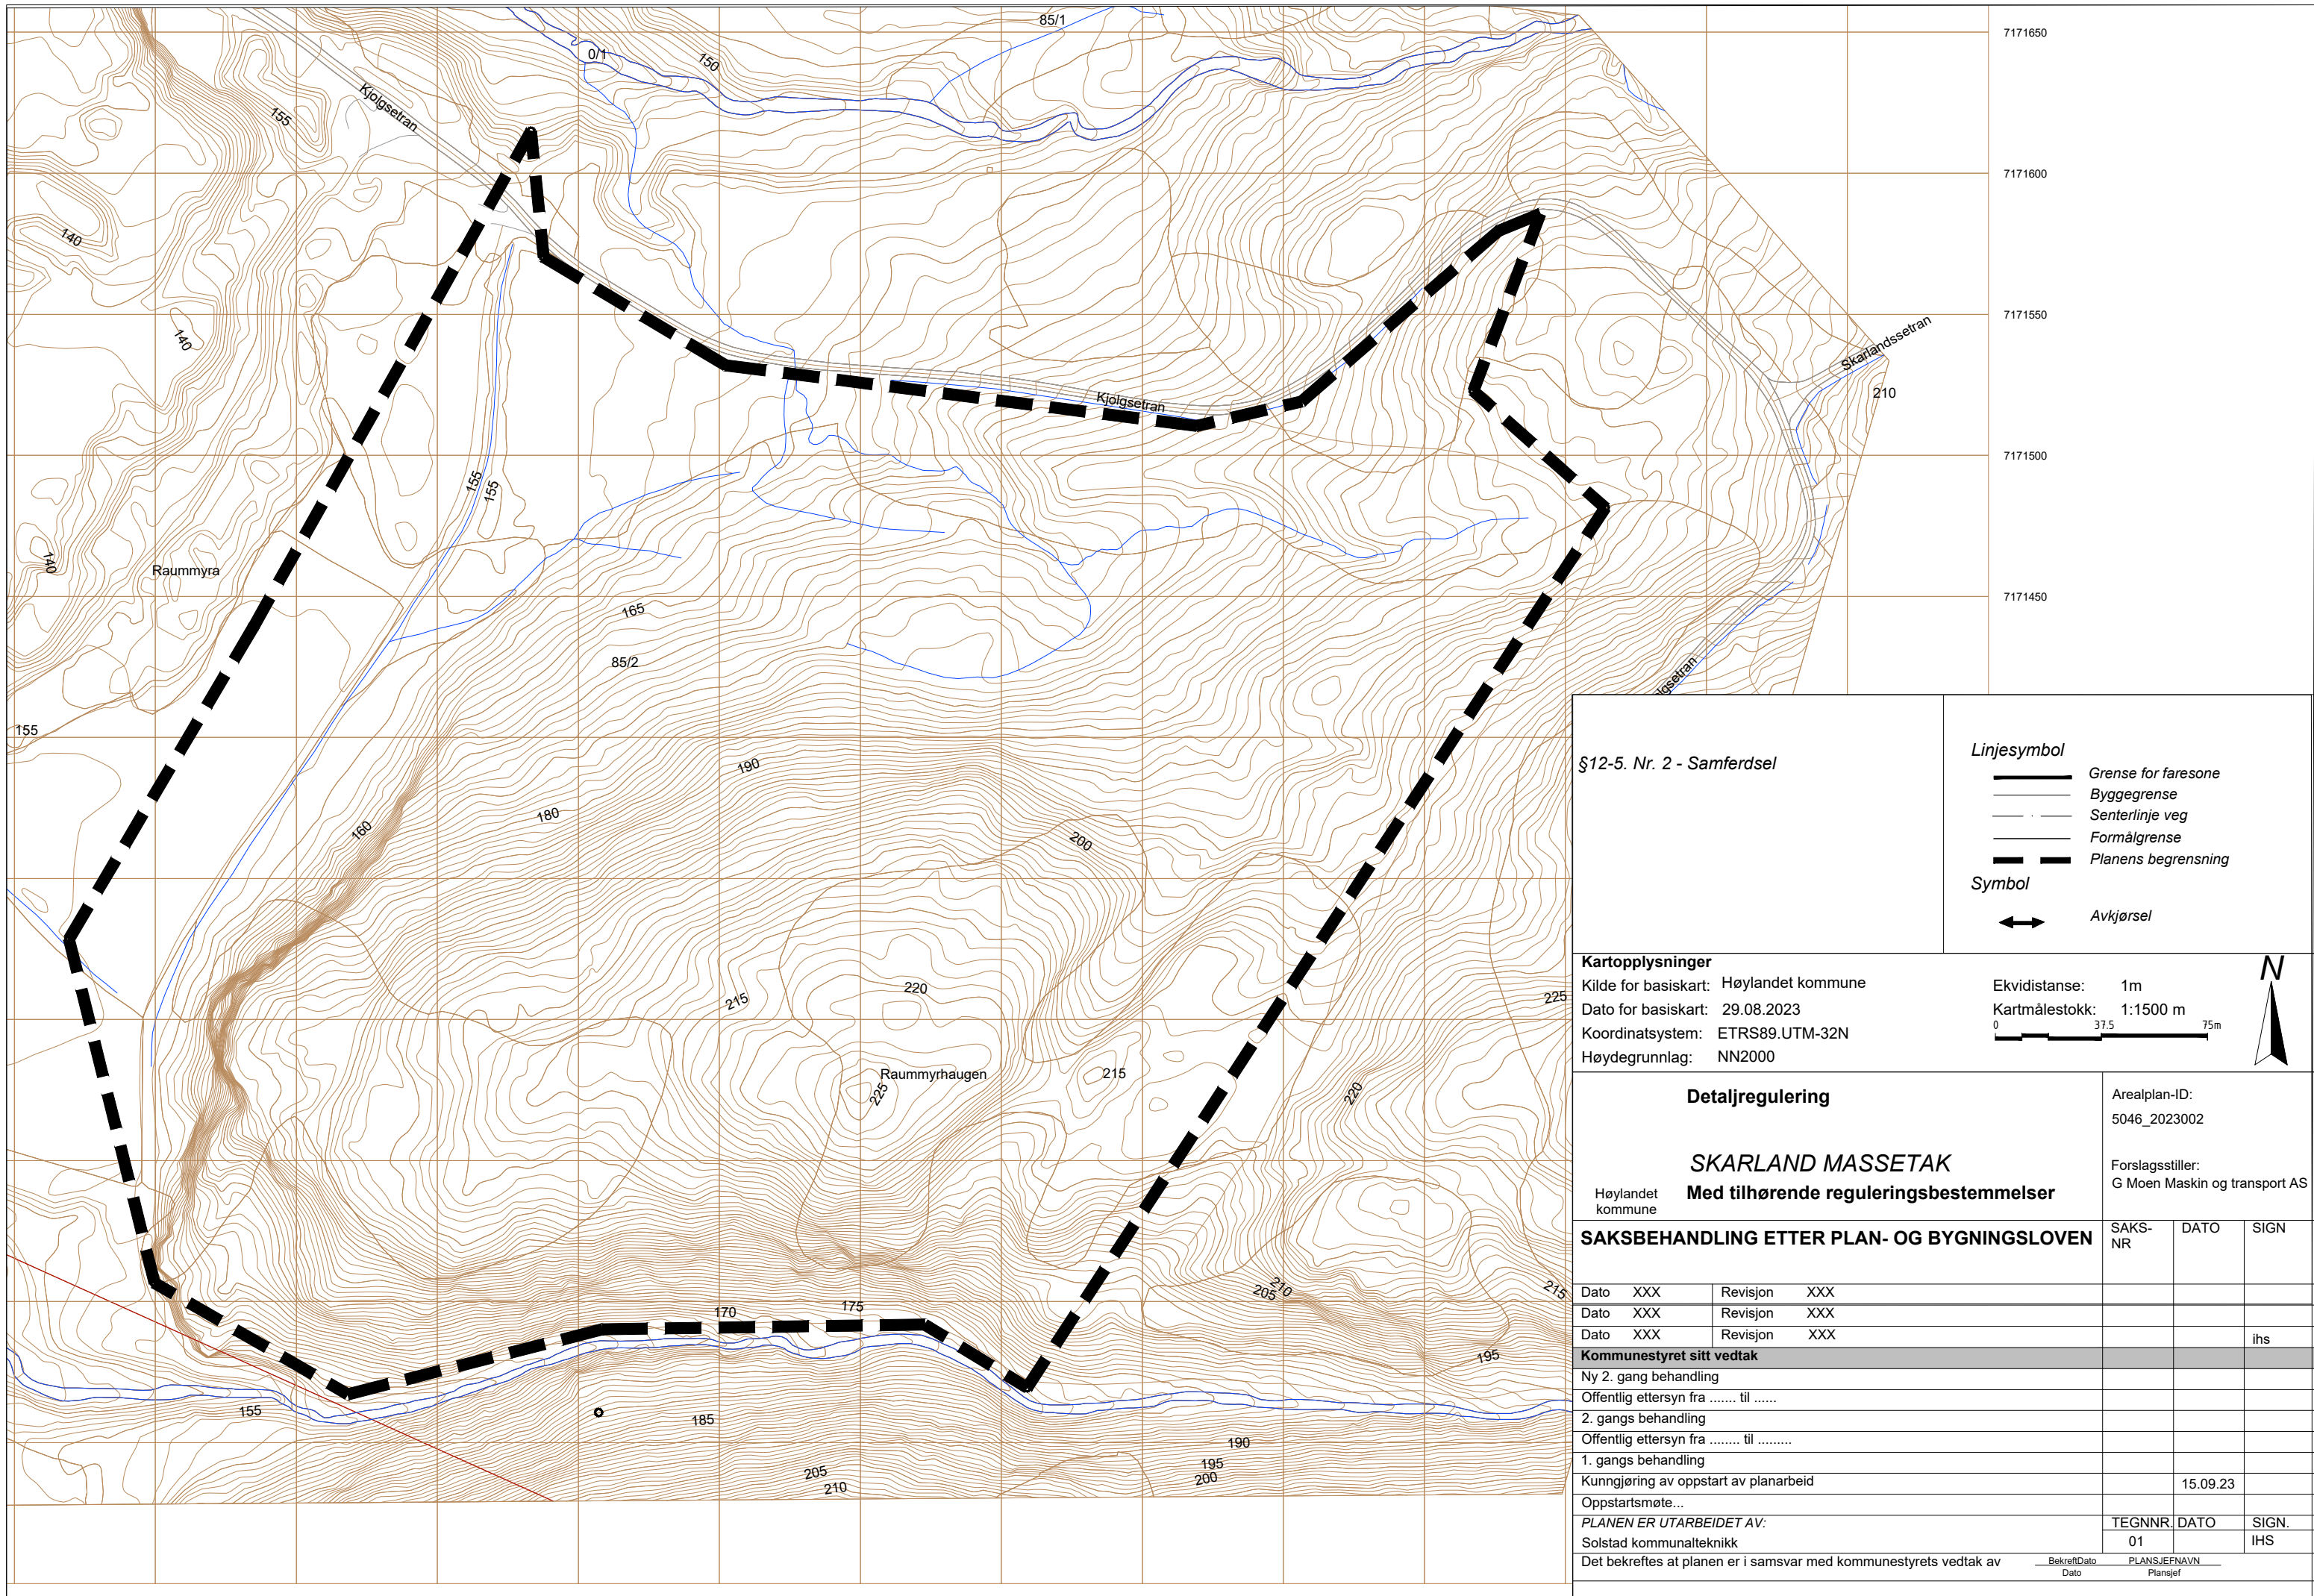 85/1
7171650
0/1
150
Kjolgsetran
155
7171600
140
7171550
Skarlandssetran
140
210
Kjolgsetran
7171500
155
155
140
Raummyra
7171450
165
85/2
lgsetran
155
190
180
160
200
220
215
225
Raummyrhaugen
215
225
220
205
210
215
170
175
195
155
185
190
195
200
205
210
§12-5. Nr. 2 - Samferdsel
Linjesymbol
Grense for faresone
Byggegrense
Senterlinje veg
Formålgrense
Planens begrensning
Symbol
Avkjørsel
Kartopplysninger
Kilde for basiskart: Høylandet kommune
Dato for basiskart: 29.08.2023
Koordinatsystem: ETRS89.UTM-32N
Høydegrunnlag: NN2000
Ekvidistanse: 1m
Kartmålestokk: 1:1500 m
0 37.5 75m
N
Detaljregulering
SKARLAND MASSETAK
Høylandet
kommune
Med tilhørende reguleringsbestemmelser
Arealplan-ID:
5046_2023002
Forslagsstiller:
G Moen Maskin og transport AS
SAKSBEHANDLING ETTER PLAN- OG BYGNINGSLOVEN
SAKS-
NR
DATO
SIGN
Dato XXX Revisjon XXX
Dato XXX Revisjon XXX
Dato XXX Revisjon XXX ihs
Kommunestyret sitt vedtak
Ny 2. gang behandling
Offentlig ettersyn fra ....... til ......
2. gangs behandling
Offentlig ettersyn fra ........ til .........
1. gangs behandling
Kunngjøring av oppstart av planarbeid 15.09.23
Oppstartsmøte...
PLANEN ER UTARBEIDET AV: TEGNNR. DATO SIGN.
Solstad kommunalteknikk 01 IHS
Det bekreftes at planen er i samsvar med kommunestyrets vedtak av BekreftDato PLANSJEFNAVN
Dato Plansjef